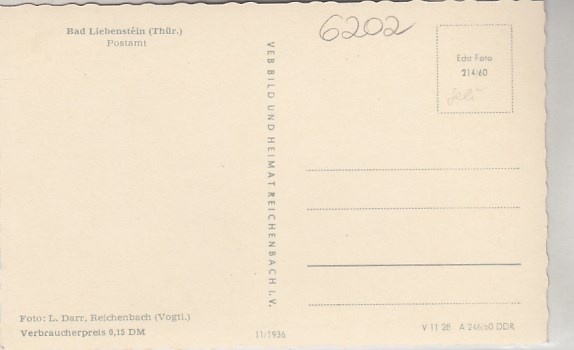 Bad Liebenstein (Thür.)
Postamt
6202
Echt Foto
214/60
VEB BILD UND HEIMAT REICHENBACH I. V.
Foto: L. Darr, Reichenbach (Vogtl.)
Verbraucherpreis 0,15 DM
11/1936
V 11 28 A 246/60 DDR